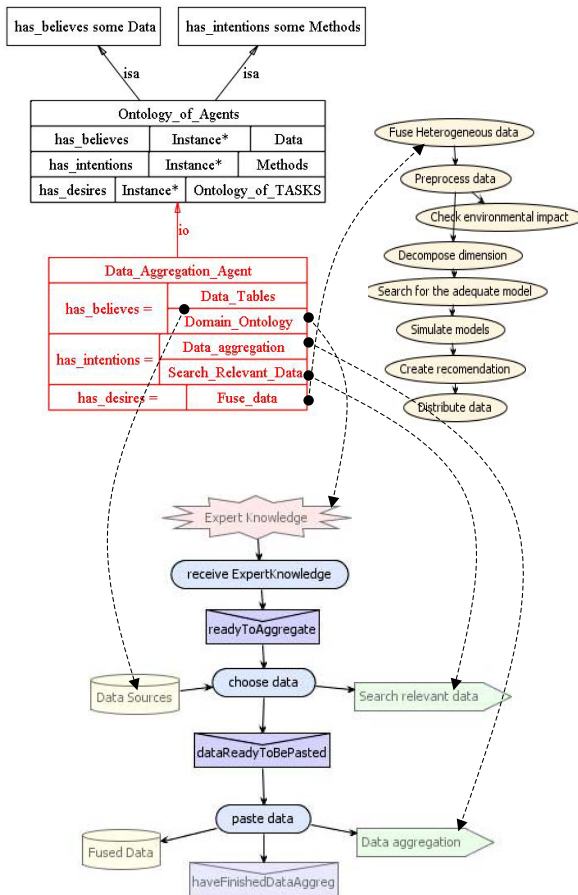 has_believes some Data
has_intentions some Methods
isa
isa
Ontology_of_Agents
has_believes Instance* Data
has_intentions Instance* Methods
has_desires Instance* Ontology_of_TASKS
io
Data_Aggregation_Agent
has_believes =
Data_Tables
Domain_Ontology
has_intentions =
Data_aggregation
Search_Relevant_Data
has_desires =
Fuse_data
Fuse Heterogeneous data
Preprocess data
Check environmental impact
Decompose dimension
Search for the adequate model
Simulate models
Create recomendation
Distribute data
Expert Knowledge
receive ExpertKnowledge
readyToAggregate
Data Sources
choose data
Search relevant data
dataReadyToBePasted
paste data
Fused Data
Data aggregation
haveFinishedDataAggreg